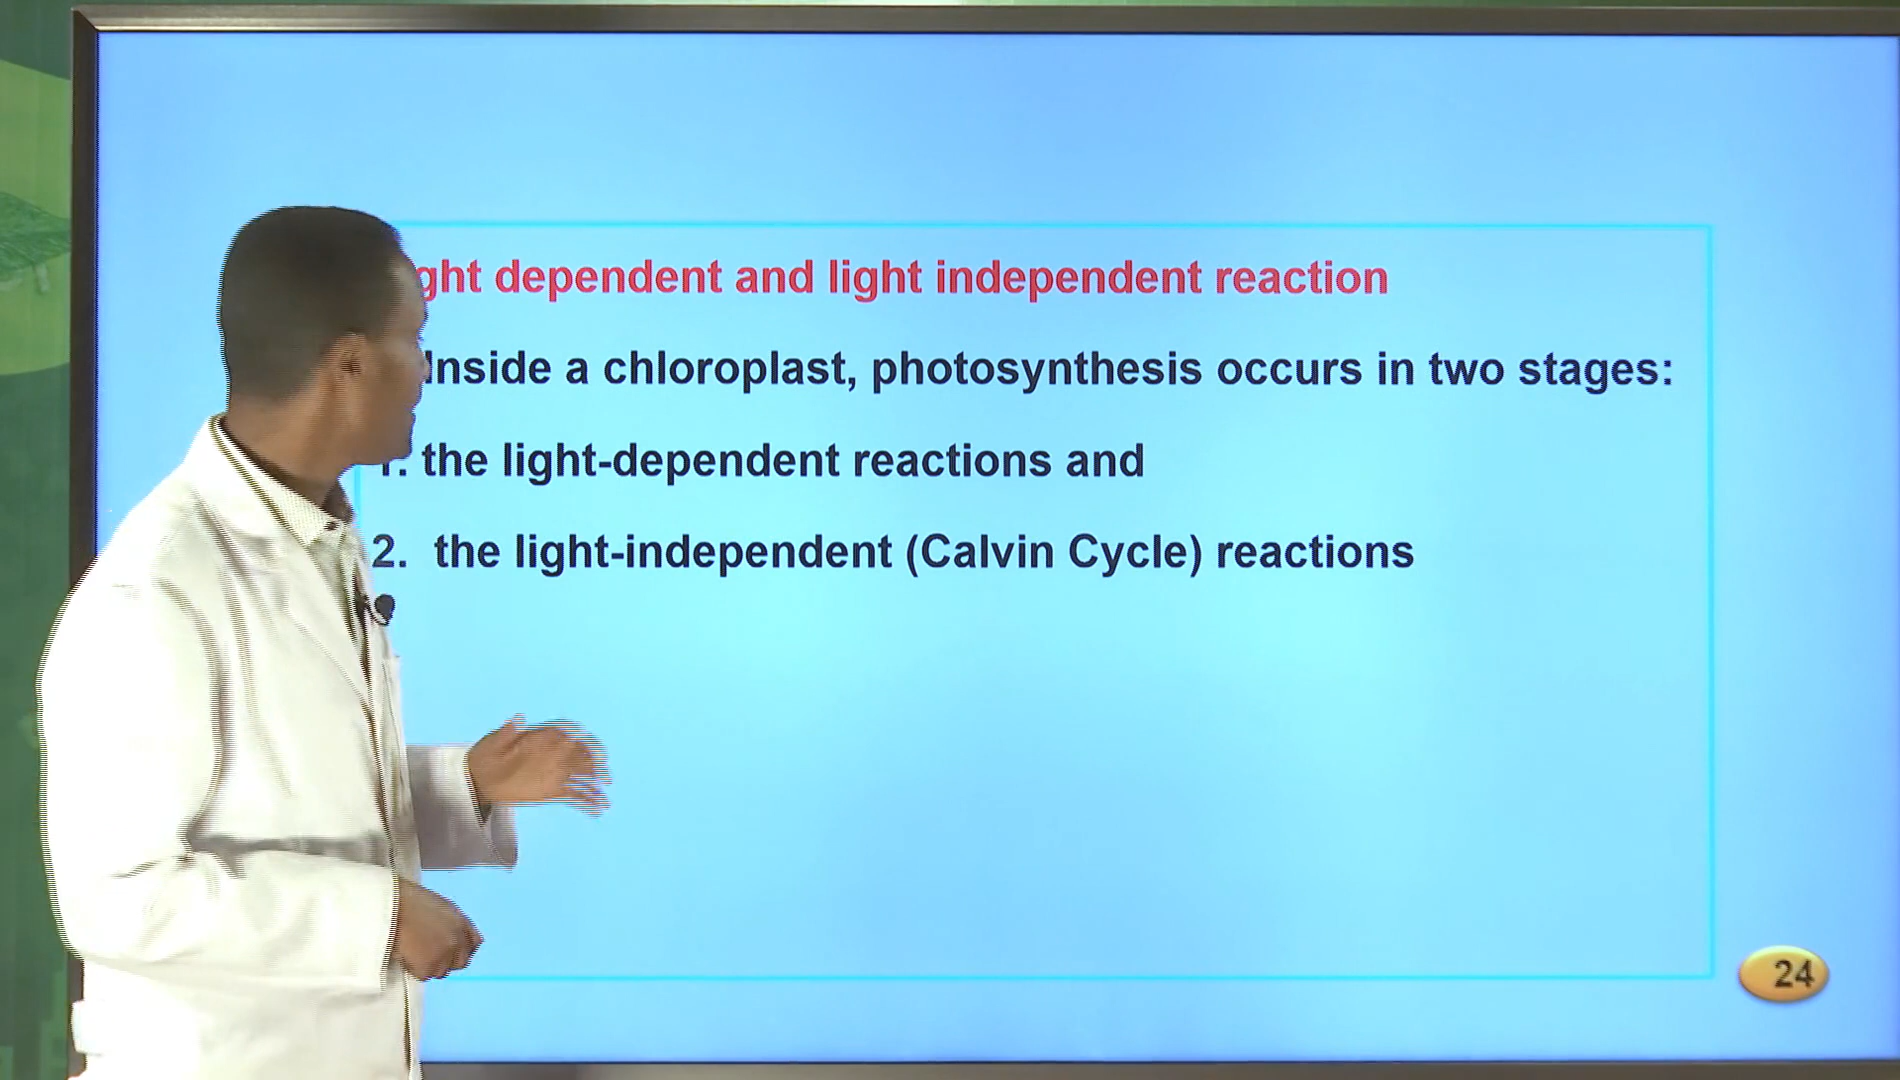 ght dependent and light independent reaction
Inside a chloroplast, photosynthesis occurs in two stages:
1. the light-dependent reactions and
2. the light-independent (Calvin Cycle) reactions
24